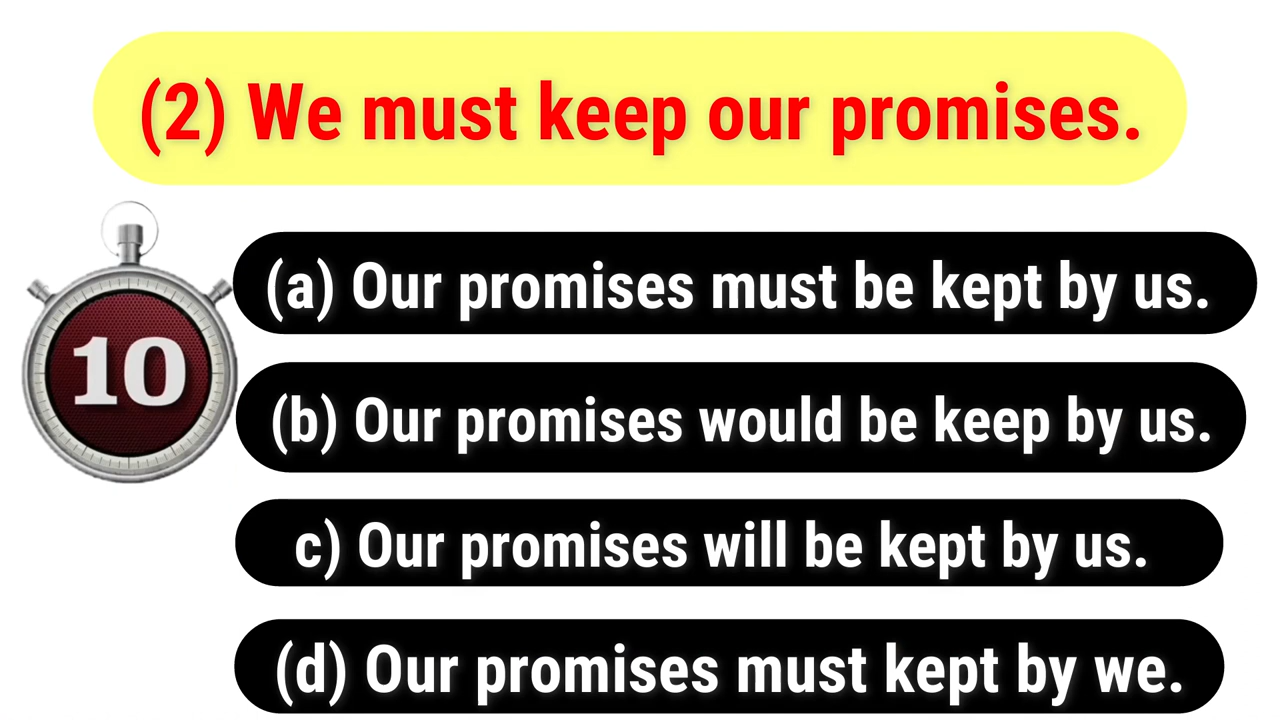 (2) We must keep our promises.
10
(a) Our promises must be kept by us.
(b) Our promises would be keep by us.
c) Our promises will be kept by us.
(d) Our promises must kept by we.